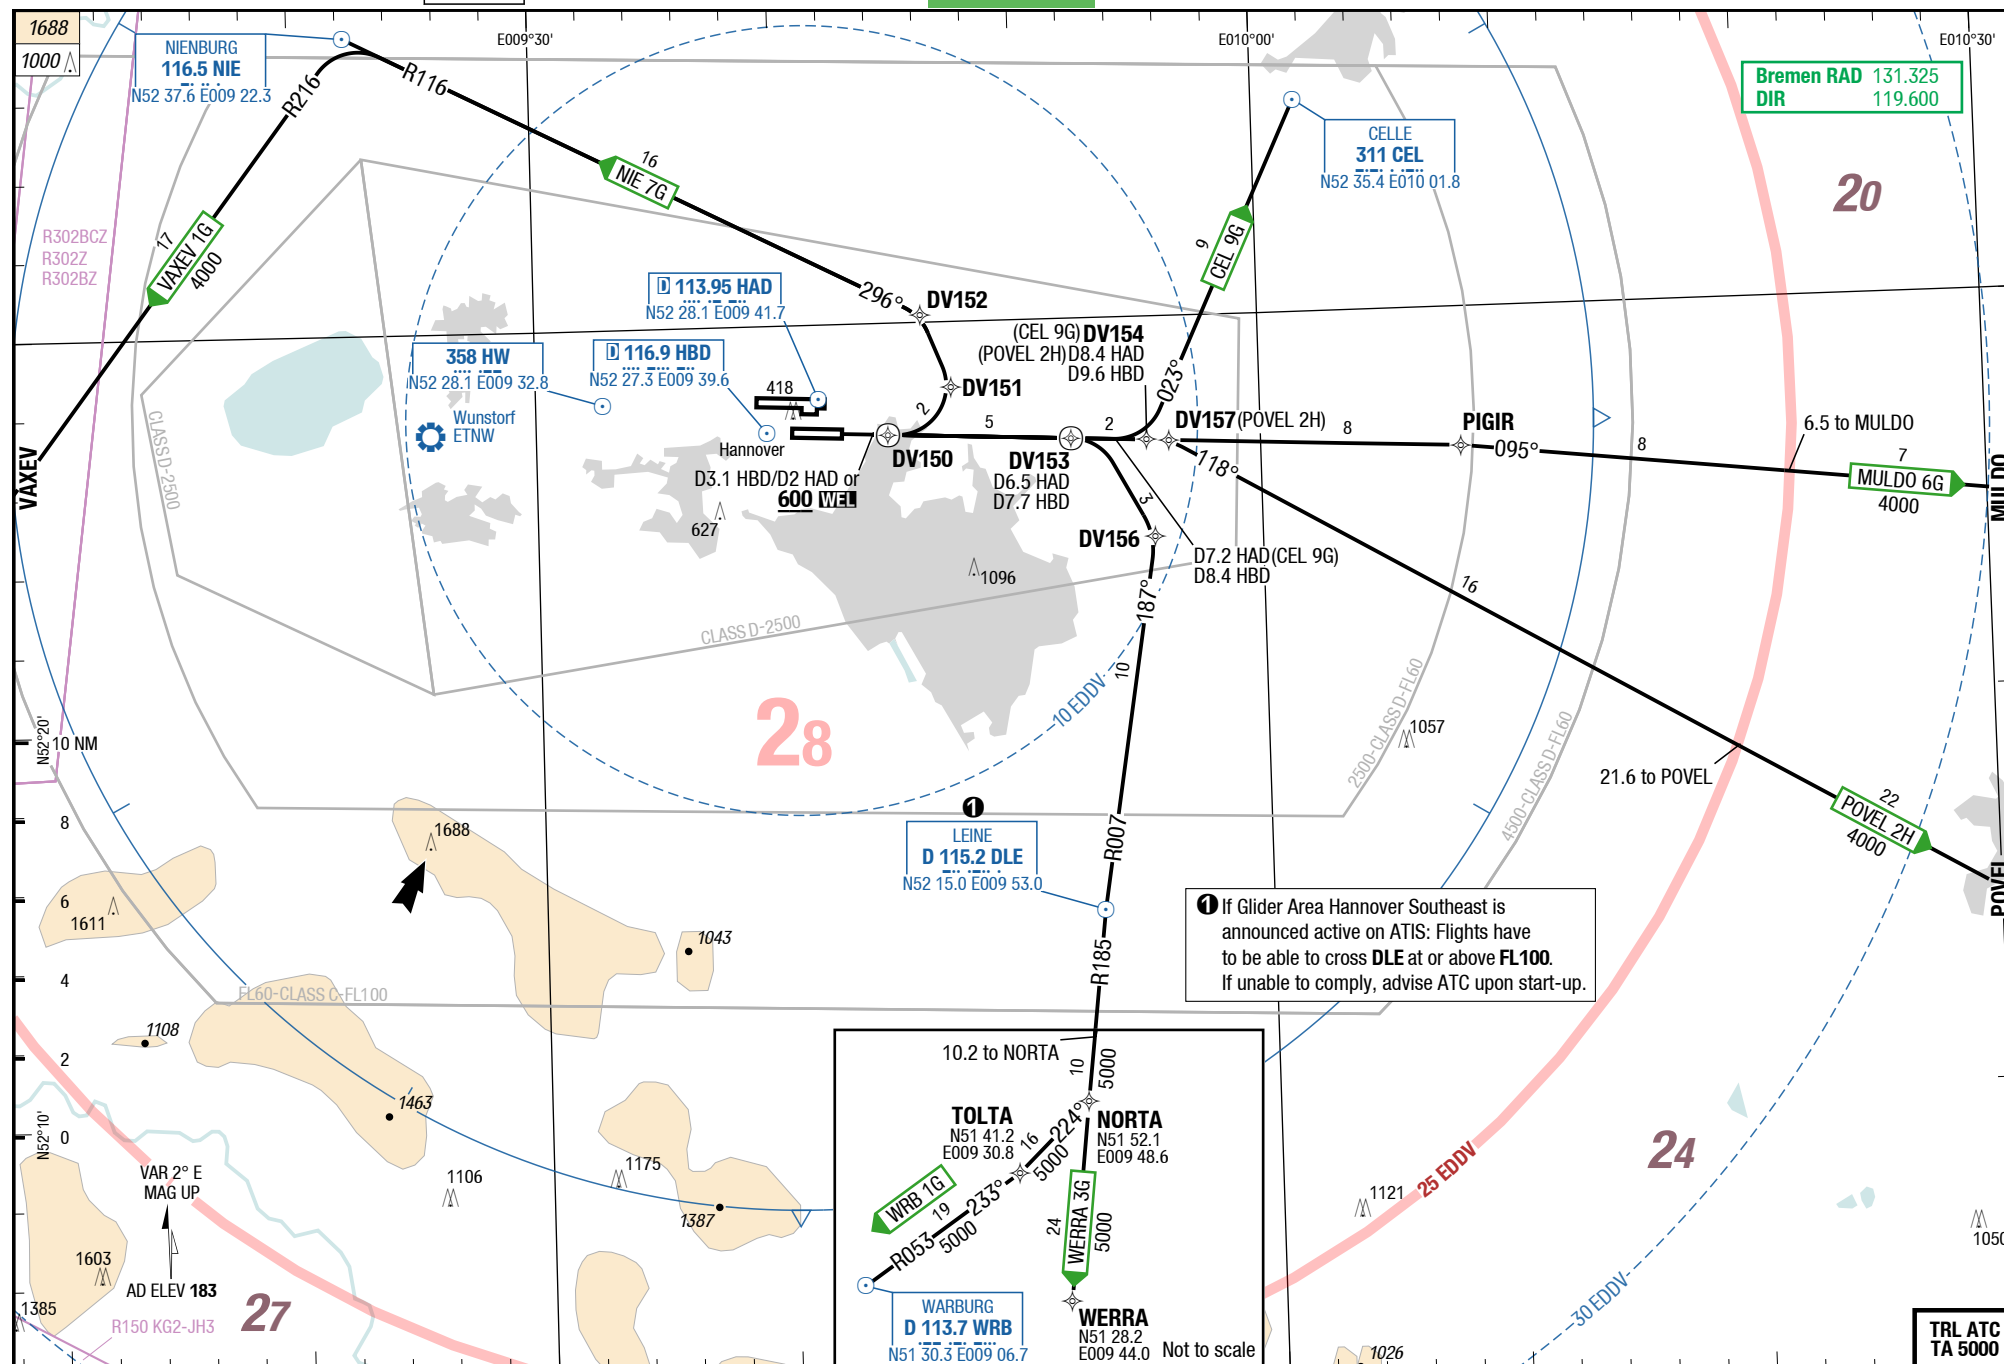 1688
1000
NIENBURG
116.5 NIE
N52 37.6 E009 22.3
E009°30'
E010°00'
E010°30'
Bremen RAD 131.325
DIR 119.600
R216
R116
16
NIE 7G
CELLE
311 CEL
N52 35.4 E010 01.8
20
R302BCZ
R302Z
R302BZ
17
VAXEV 1G
4000
9
CEL 9G
D 113.95 HAD
N52 28.1 E009 41.7
296°
DV152
(CEL 9G) DV154
(POVEL 2H) D8.4 HAD
D9.6 HBD
358 HW
N52 28.1 E009 32.8
D 116.9 HBD
N52 27.3 E009 39.6
418
2
DV151
023°
Wunstorf
ETNW
CLASS D-2500
VAXEV
Hannover
DV150
5
2
DV153
D6.5 HAD
D7.7 HBD
DV157 (POVEL 2H)
8
PIGIR
095°
8
6.5 to MULDO
7
MULDO 6G
4000
MULDO
D3.1 HBD/D2 HAD or
600 WEL
118°
3
627
DV156
D7.2 HAD (CEL 9G)
D8.4 HBD
1096
187°
16
CLASS D-2500
10
10 EDDV
28
2500-CLASS D-FL60
1057
4500-CLASS D-FL60
N52°20'
10 NM
21.6 to POVEL
22
POVEL 2H
4000
POVEL
8
1688
1
LEINE
D 115.2 DLE
N52 15.0 E009 53.0
R007
6
1611
1043
R185
1 If Glider Area Hannover Southeast is
announced active on ATIS: Flights have
to be able to cross DLE at or above FL100.
If unable to comply, advise ATC upon start-up.
4
FL60-CLASS C-FL100
1108
2
10.2 to NORTA
10
5000
1463
N52°10'
0
TOLTA
N51 41.2
E009 30.8
16
224°
5000
NORTA
N51 52.1
E009 48.6
24
25 EDDV
VAR 2° E
MAG UP
1106
1175
1387
WRB 1G
19
R053
233°
5000
24
WERRA 3G
5000
1121
1050
1603
AD ELEV 183
1385
R150 KG2-JH3
27
WARBURG
D 113.7 WRB
N51 30.3 E009 06.7
WERRA
N51 28.2
E009 44.0
Not to scale
1026
30 EDDV
TRL ATC
TA 5000